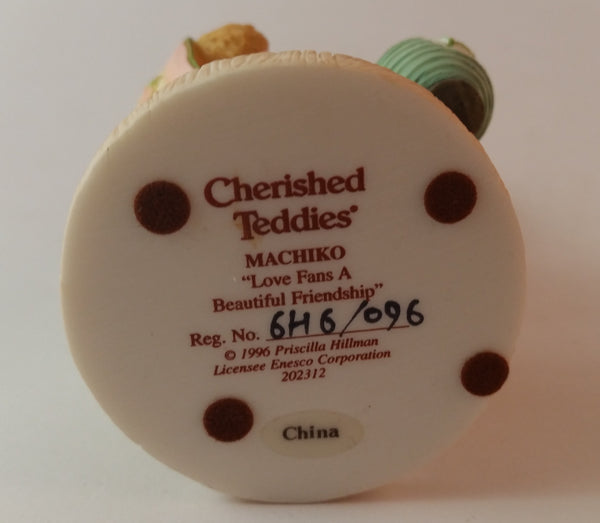 Cherished
Teddies®
MACHIKO
“Love Fans A
Beautiful Friendship”
Reg. No. 6H6/096
© 1996 Priscilla Hillman
Licensee Enesco Corporation
202312
China